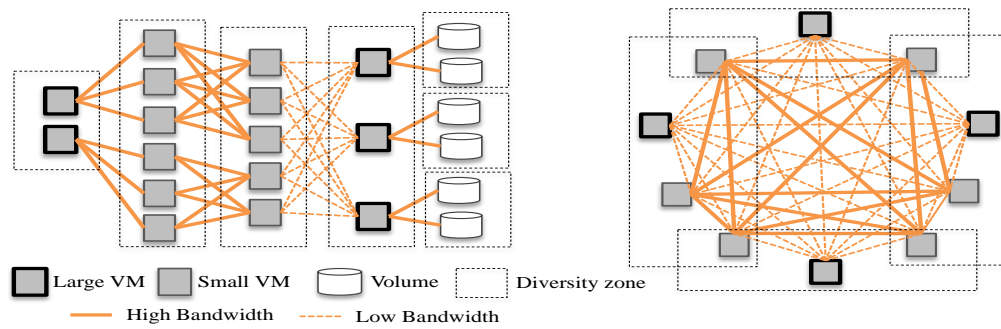 Large VM Small VM Volume Diversity zone
High Bandwidth Low Bandwidth